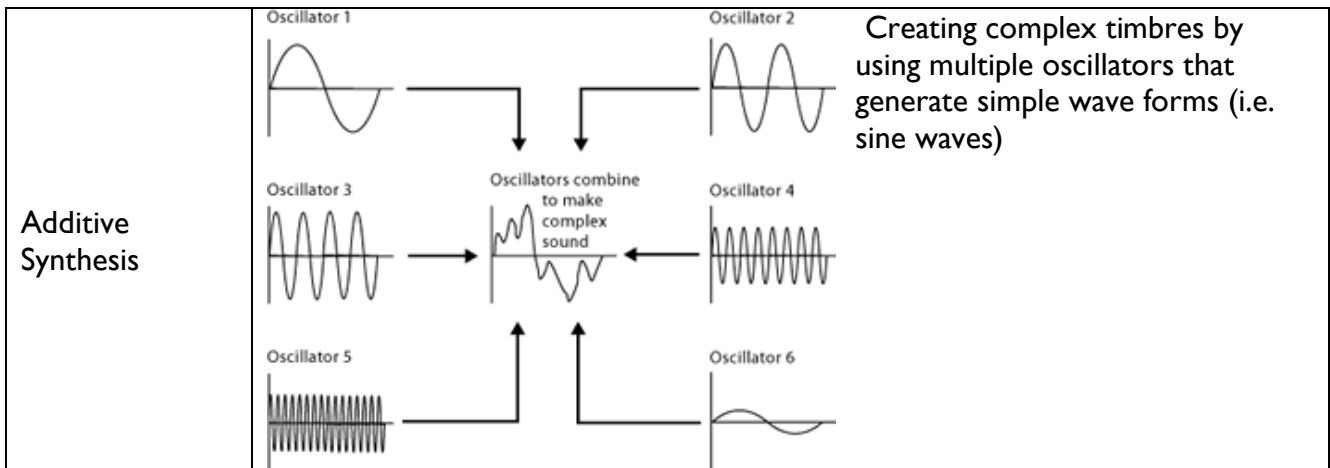 Additive
Synthesis
Oscillator 1
Oscillator 2
Oscillator 3
Oscillators combine
to make
complex
sound
Oscillator 4
Oscillator 5
Oscillator 6
Creating complex timbres by
using multiple oscillators that
generate simple wave forms (i.e.
sine waves)